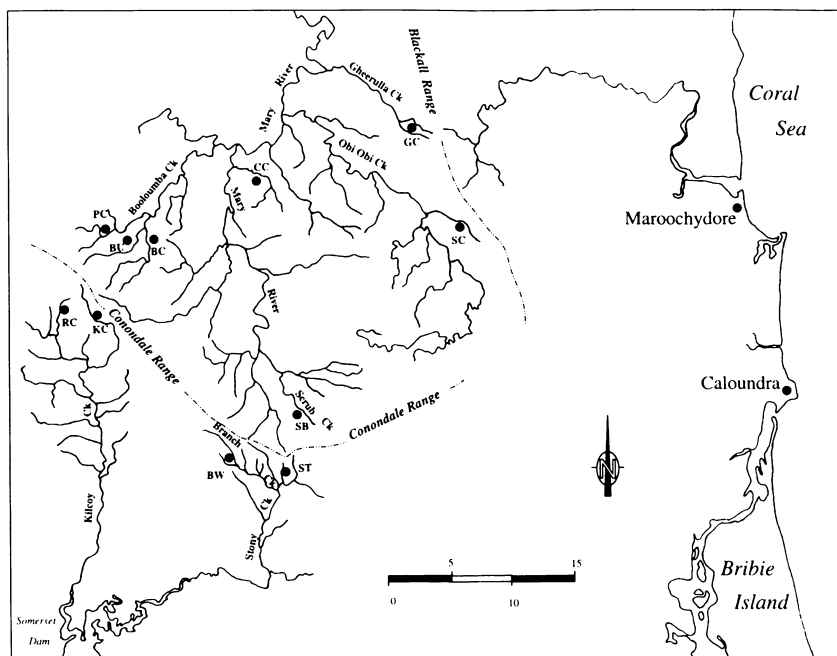 Blackall Range
Coral
Sea
Gheerulla Ck
River
Mary
GC
Obi Obi Ck
CC
Booloumba Ck
Mary
PC
BU
BC
SC
Maroochydore
RC
KC
River
Conondale Range
Caloundra
Conondale Range
Scrub Ck
SB
Branch
Ck
BW
ST
Ck
Ck
N
Kilcoy
Stony
5
15
0
10
Bribie
Island
Somerset
Dam